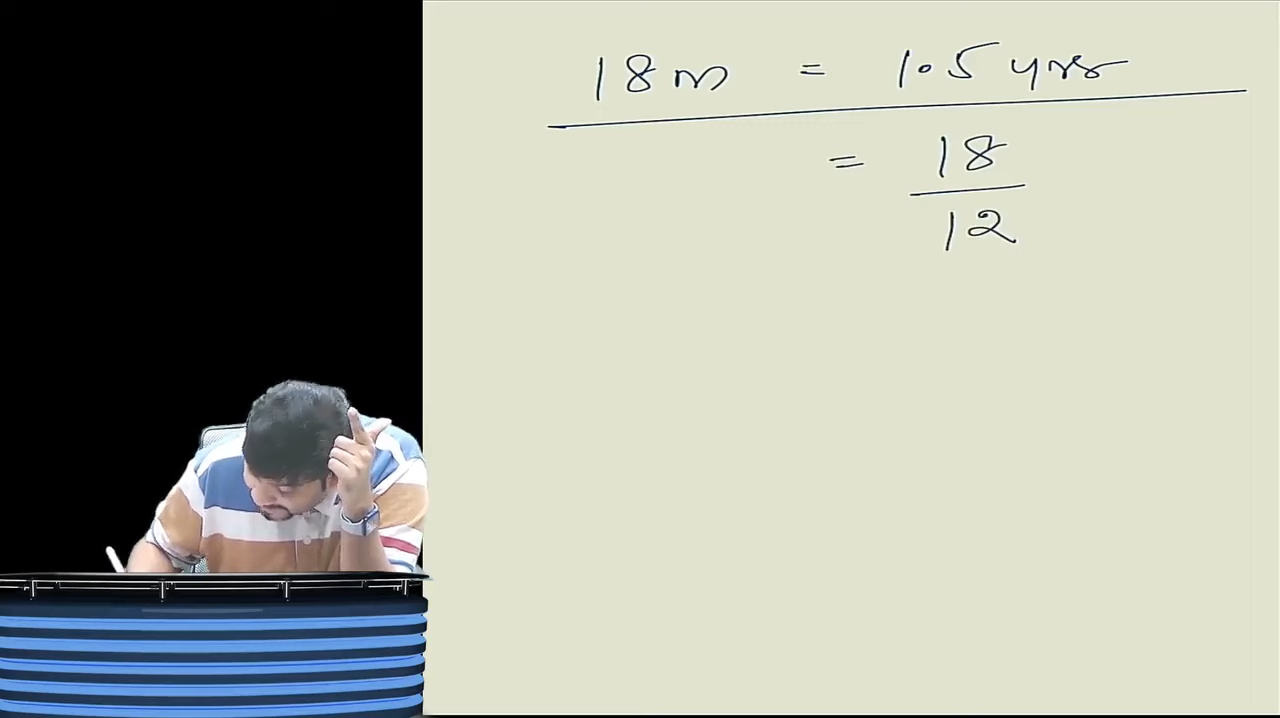 18m = 1.5 yrs
= 18
12